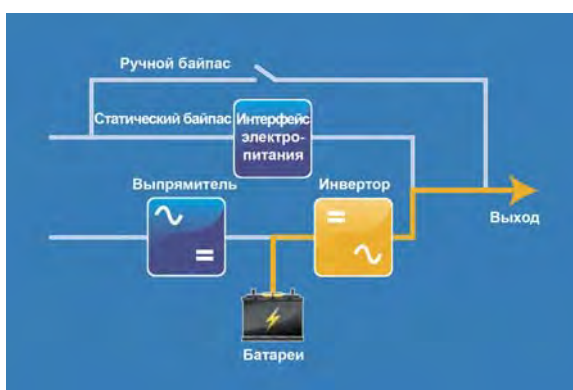 Ручной байпас
Статический байпас
Интерфейс
электро-
питания
Выпрямитель
Инвертор
Выход
Батареи